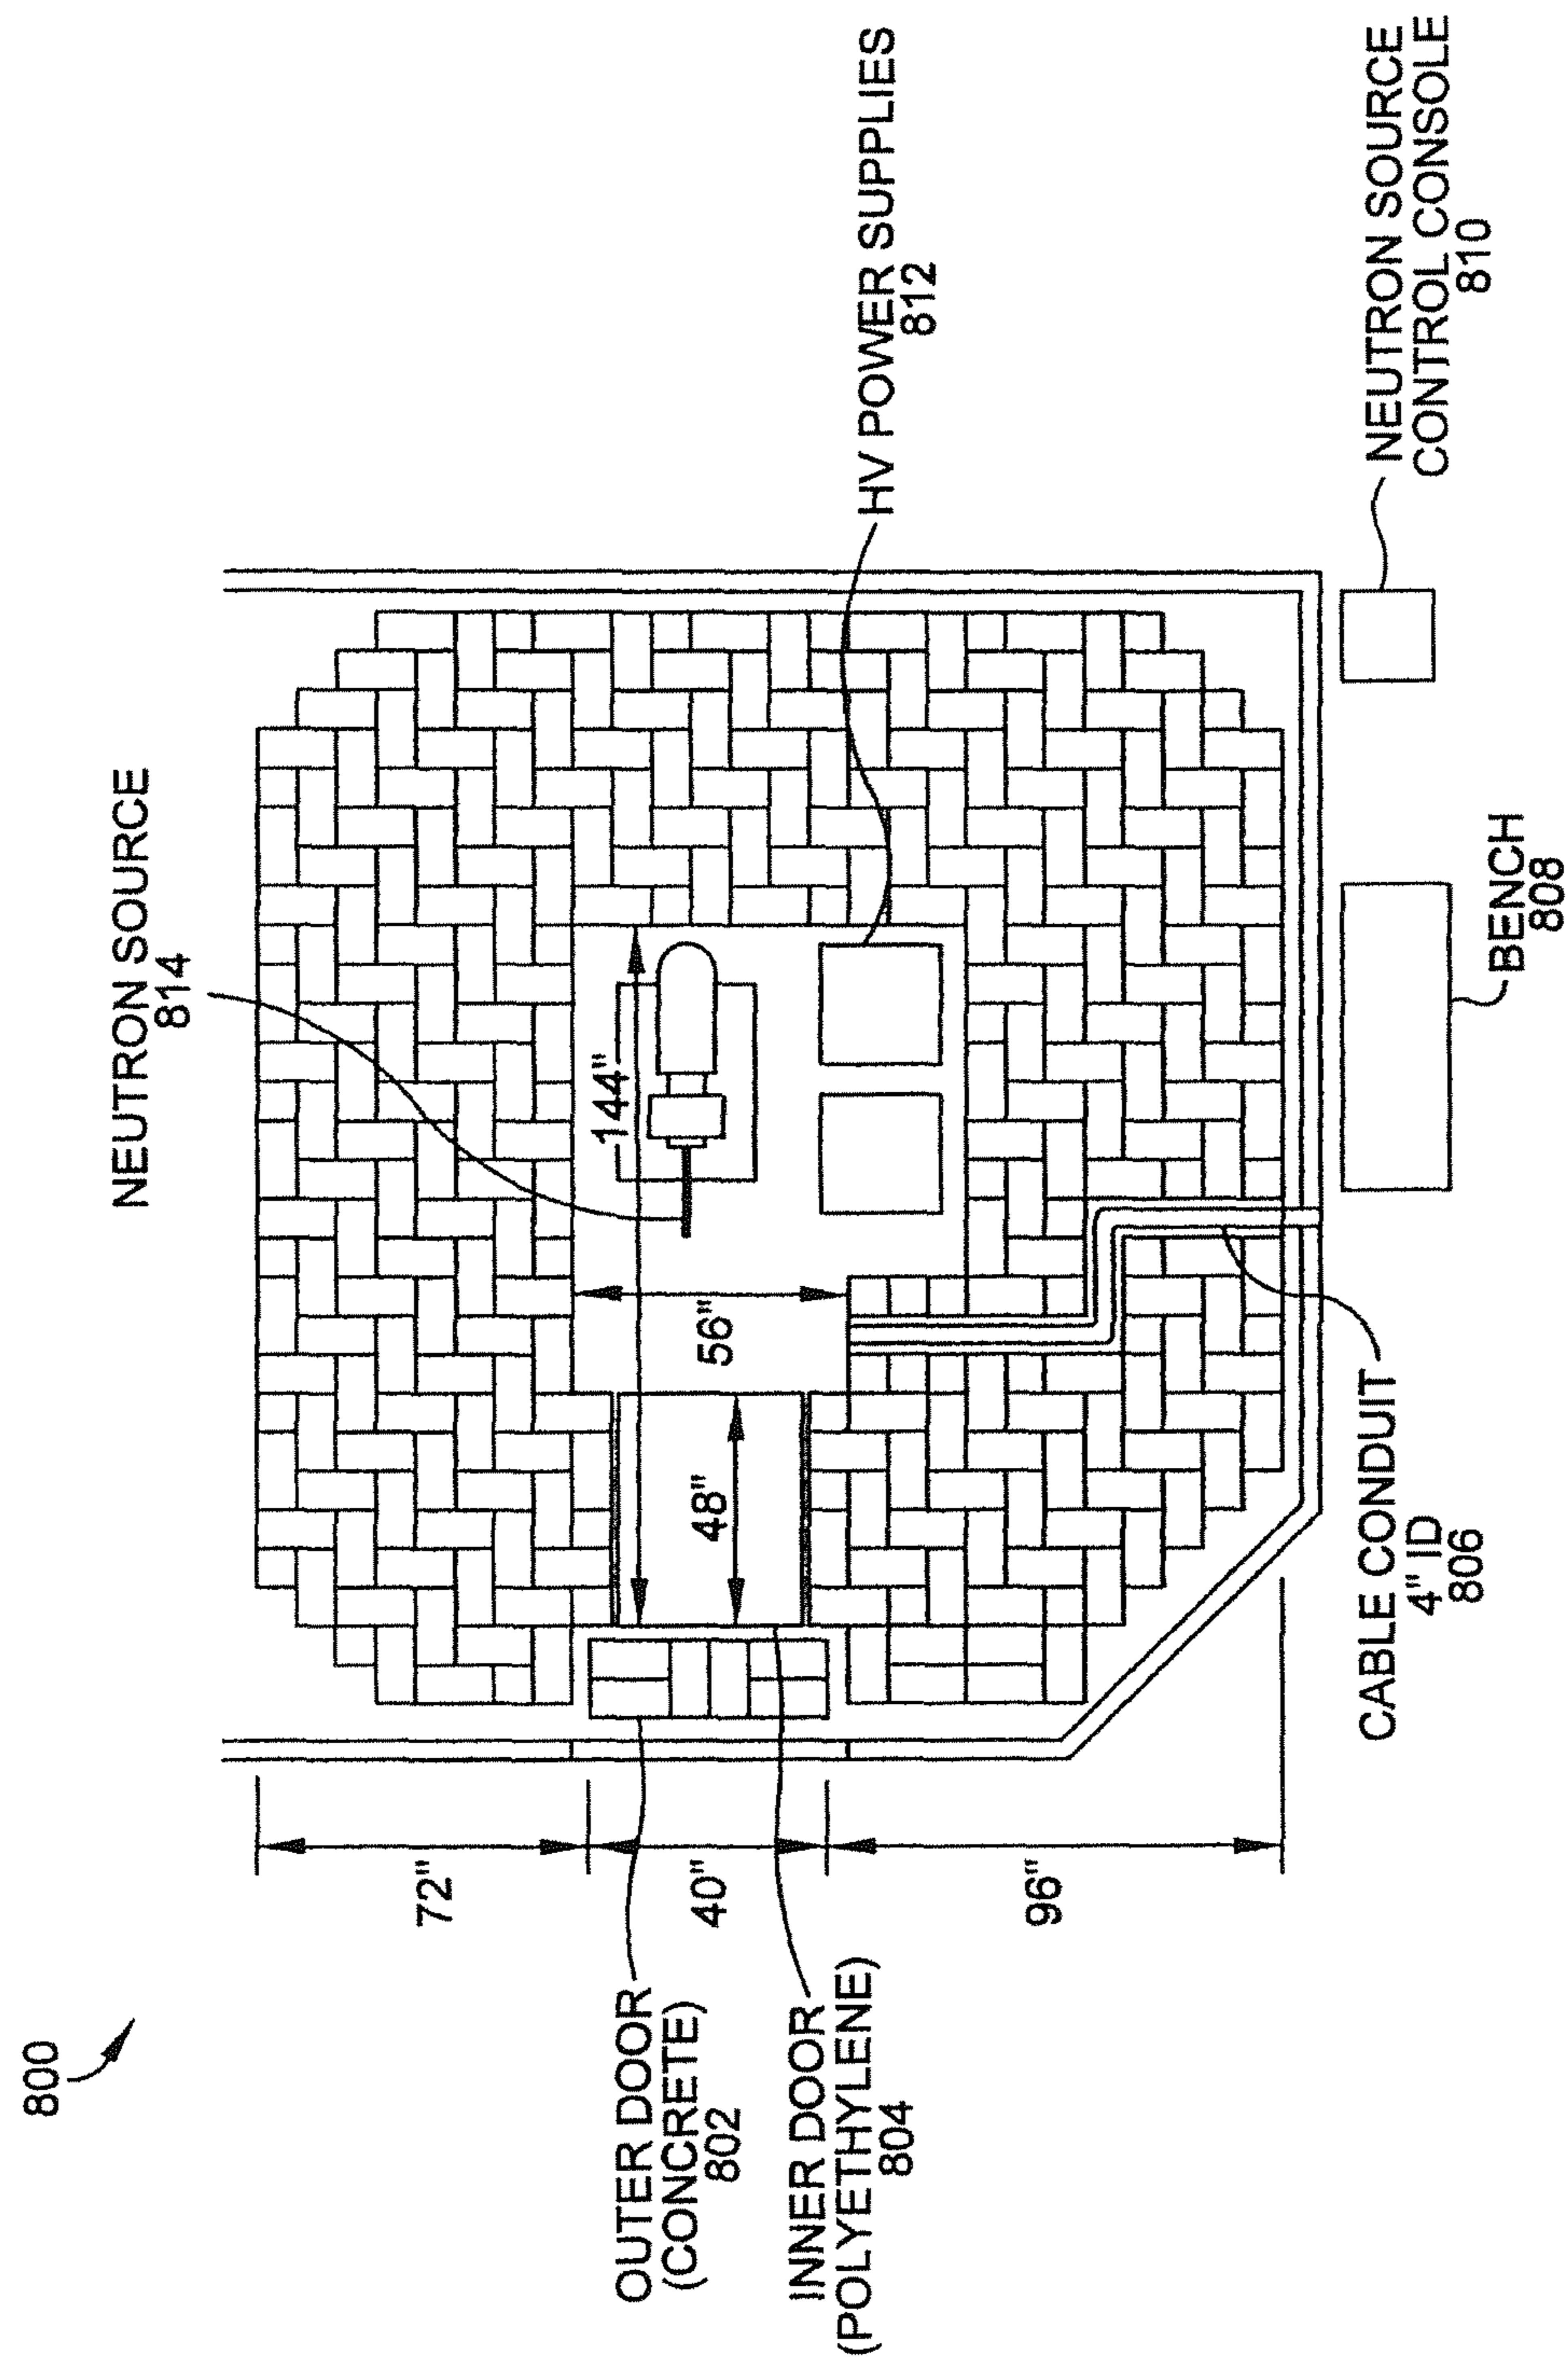 800
NEUTRON SOURCE
814
HV POWER SUPPLIES
812
NEUTRON SOURCE
CONTROL CONSOLE
810
BENCH
808
CABLE CONDUIT
4" ID
806
OUTER DOOR
(CONCRETE)
802
INNER DOOR
(POLYETHYLENE)
804
144"
56"
48"
72"
40"
96"